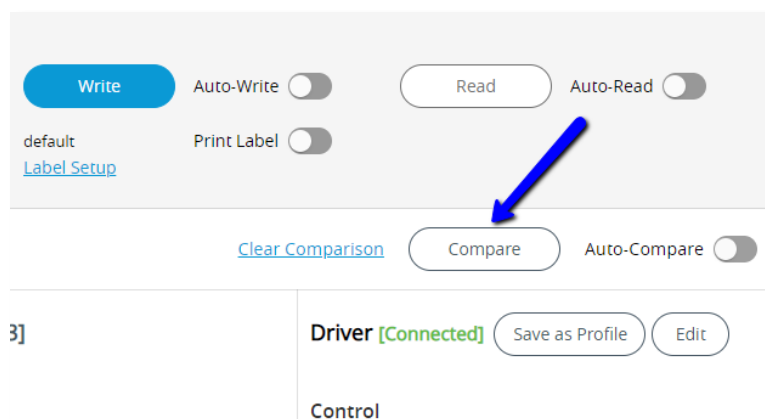 Write Auto-Write Read Auto-Read
default Print Label
Label Setup
Clear Comparison Compare Auto-Compare
3] Driver [Connected] Save as Profile Edit
Control